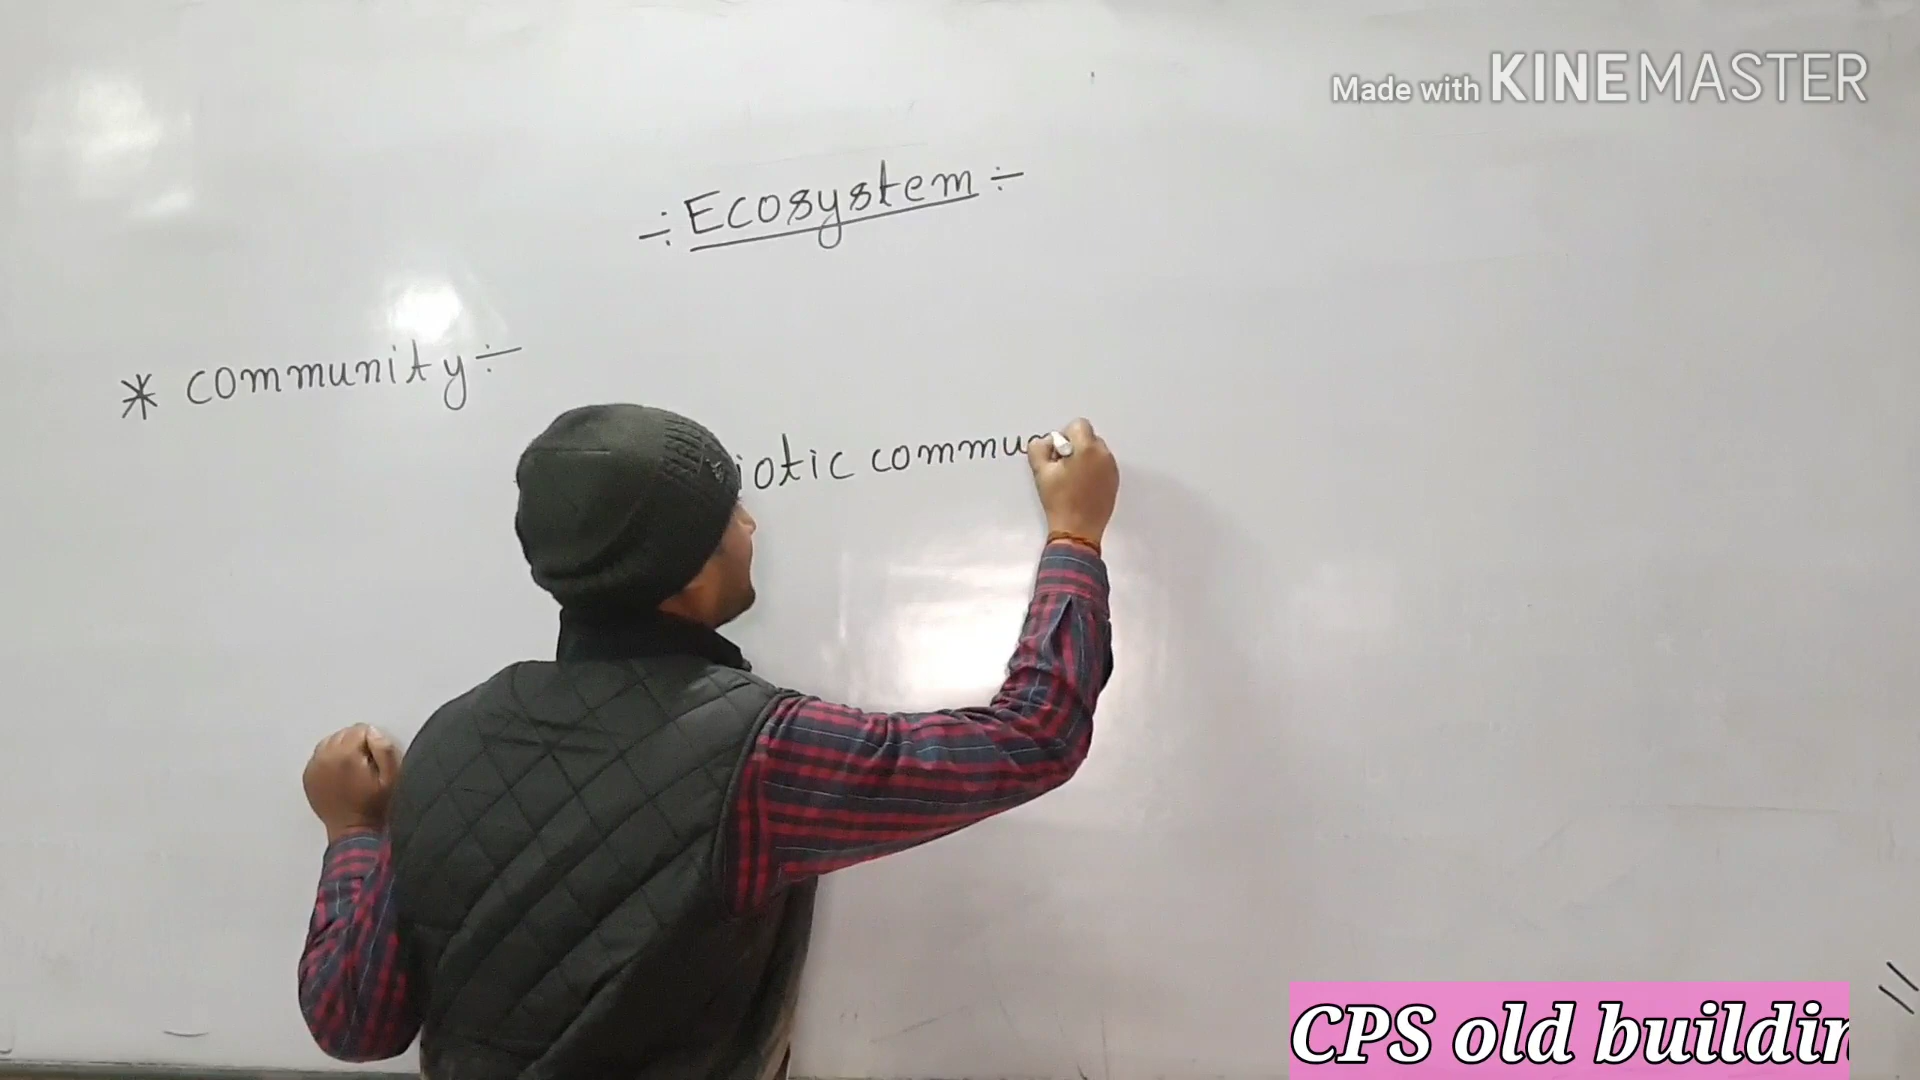 Made with KINEMASTER
÷ Ecosystem ÷
* community ÷
iotic commu
CPS old buildin